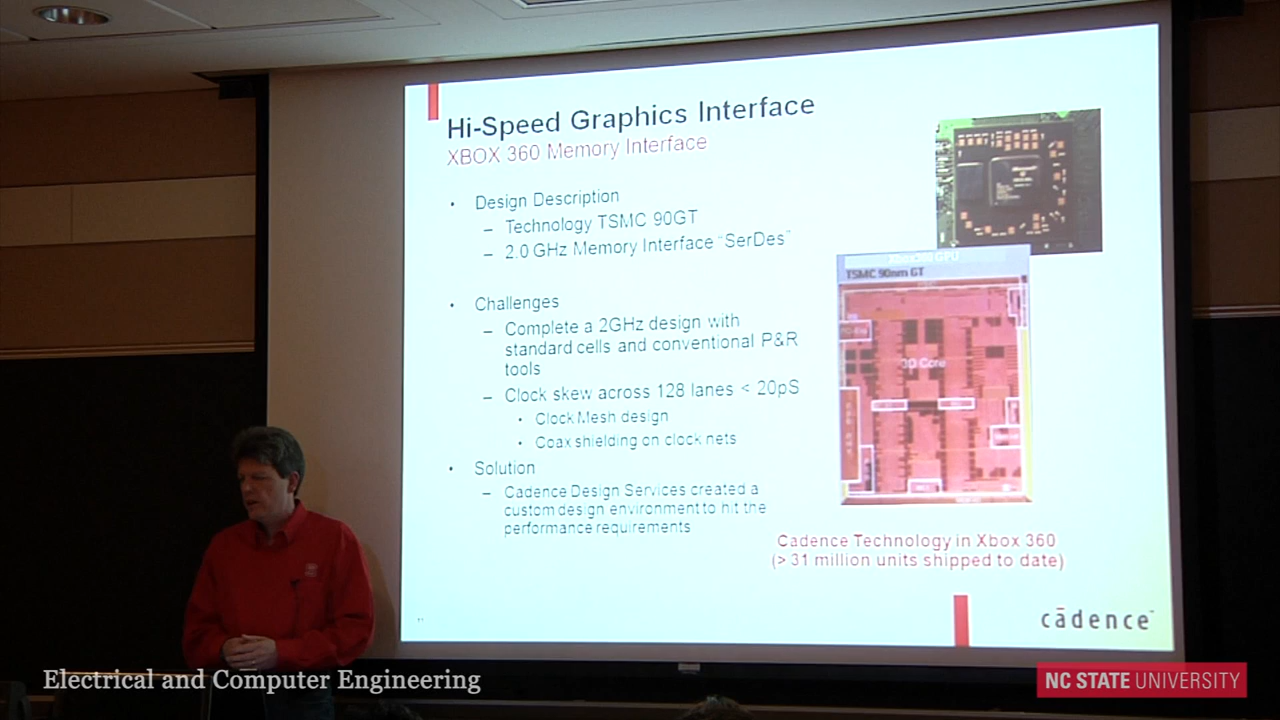 Hi-Speed Graphics Interface
XBOX 360 Memory Interface
• Design Description
– Technology TSMC 90GT
– 2.0 GHz Memory Interface “SerDes”
• Challenges
– Complete a 2GHz design with
standard cells and conventional P&R
tools
– Clock skew across 128 lanes < 20pS
• Clock Mesh design
• Coax shielding on clock nets
• Solution
– Cadence Design Services created a
custom design environment to hit the
performance requirements
Xbox360 GPU
TSMC 90nm GT
3D Core
Cadence Technology in Xbox 360
(> 31 million units shipped to date)
cādence™
Electrical and Computer Engineering
NC STATE UNIVERSITY